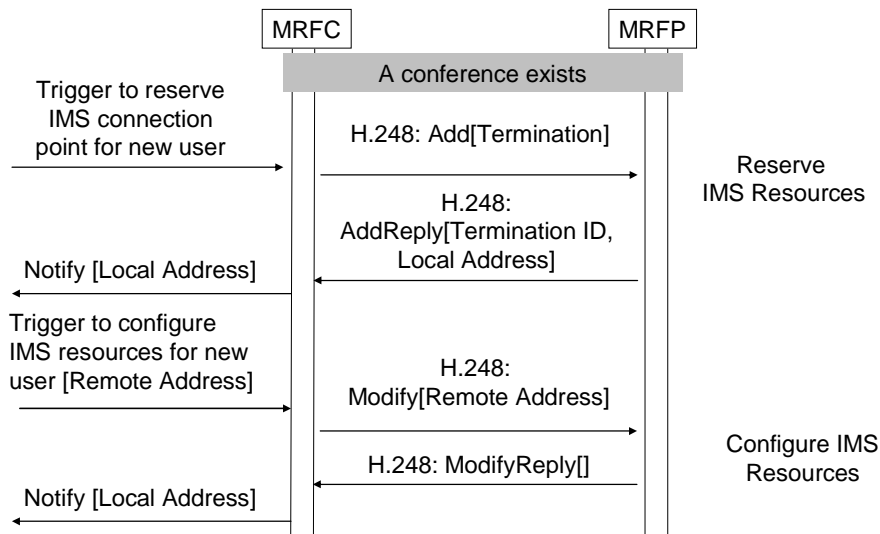 MRFC
MRFP
A conference exists
Trigger to reserve
IMS connection
point for new user
H.248: Add[Termination]
Reserve
IMS Resources
H.248:
AddReply[Termination ID,
Local Address]
Notify [Local Address]
Trigger to configure
IMS resources for new
user [Remote Address]
H.248:
Modify[Remote Address]
Configure IMS
Resources
H.248: ModifyReply[]
Notify [Local Address]